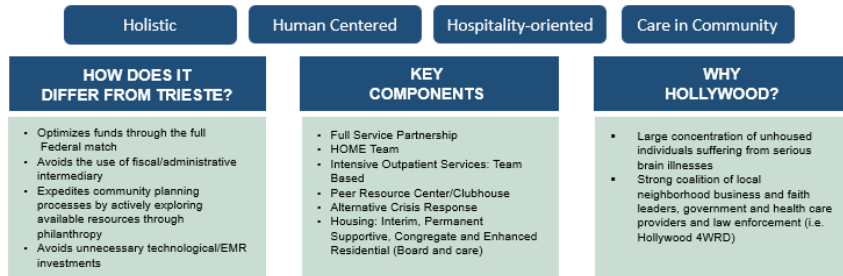 Holistic
Human Centered
Hospitality-oriented
Care in Community
HOW DOES IT
DIFFER FROM TRIESTE?
• Optimizes funds through the full
Federal match
• Avoids the use of fiscal/administrative
intermediary
• Expedites community planning
processes by actively exploring
available resources through
philanthropy
• Avoids unnecessary technological/EMR
investments
KEY
COMPONENTS
• Full Service Partnership
• HOME Team
• Intensive Outpatient Services: Team
Based
• Peer Resource Center/Clubhouse
• Alternative Crisis Response
• Housing: Interim, Permanent
Supportive, Congregate and Enhanced
Residential (Board and care)
WHY
HOLLYWOOD?
▪ Large concentration of unhoused
individuals suffering from serious
brain illnesses
▪ Strong coalition of local
neighborhood business and faith
leaders, government and health care
providers and law enforcement (i.e.
Hollywood 4WRD)